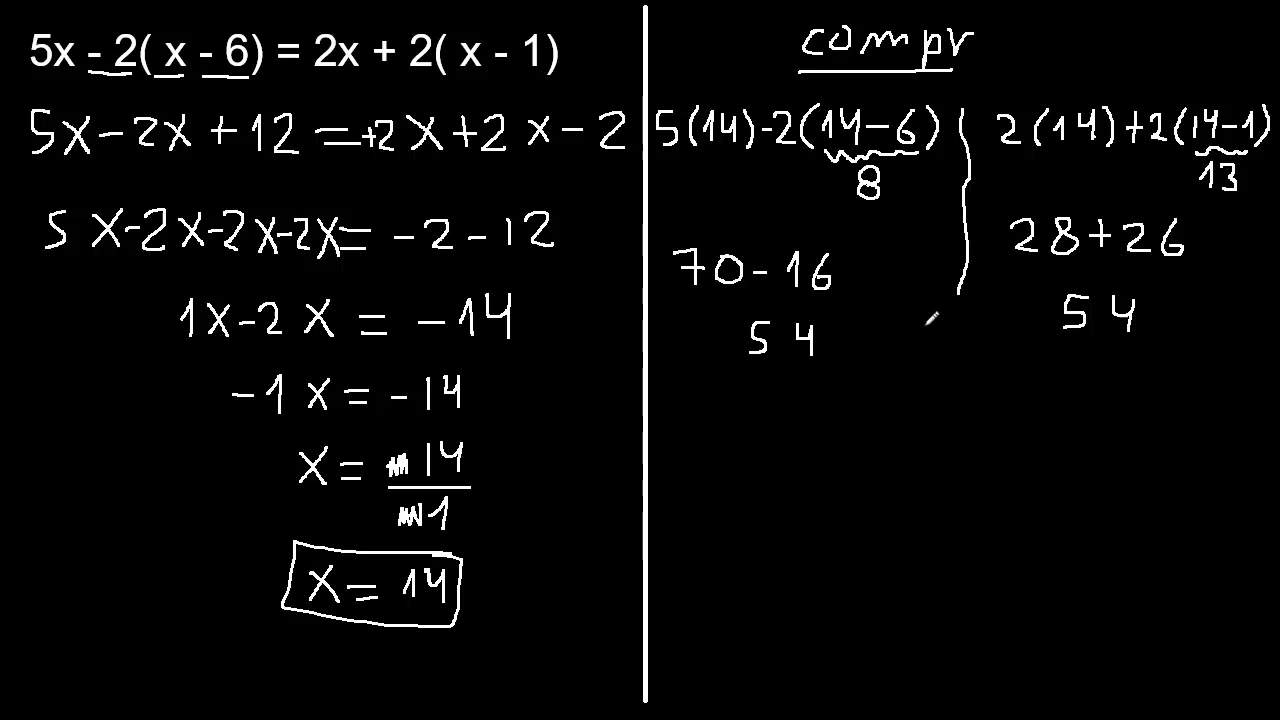 5x - 2( x - 6) = 2x + 2( x - 1)
5x-2x+12=+2x+2x-2
5x-2x-2x-2x=-2-12
1x-2x=-14
-1x=-14
x=14
1
x=14
compr
5(14)-2(14-6)
8
70-16
54
2(14)+2(14-1)
13
28+26
54